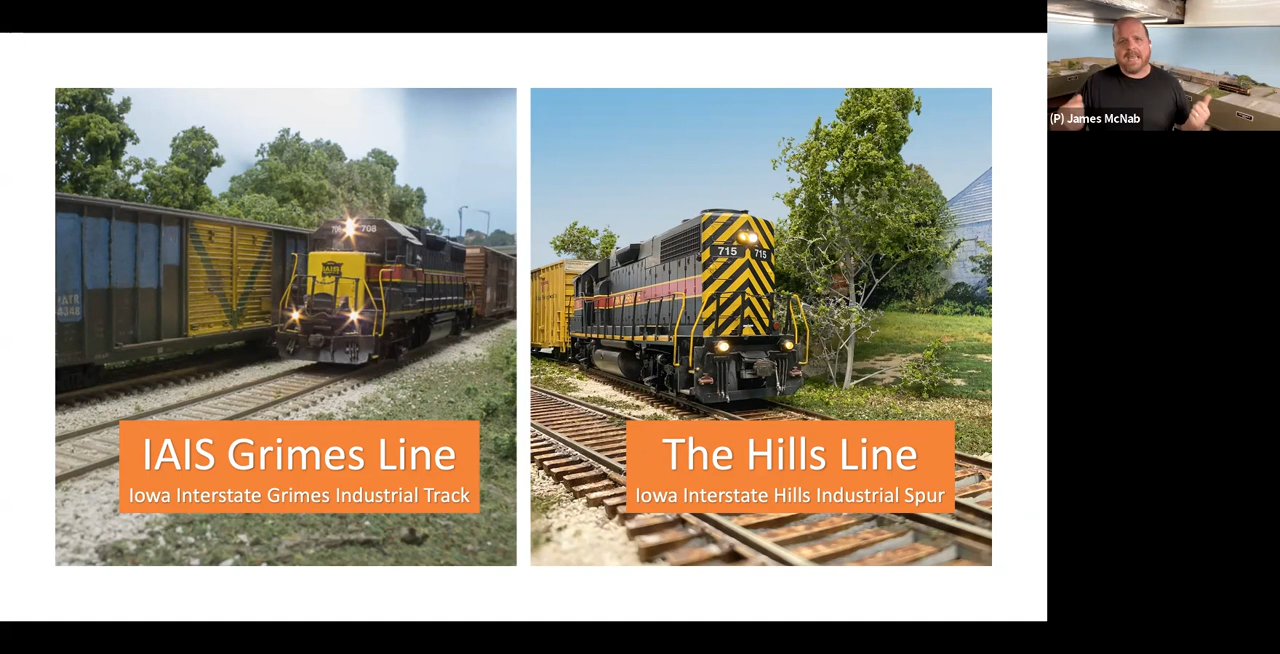 708
IAIS
IAIS Grimes Line
Iowa Interstate Grimes Industrial Track
715
715
The Hills Line
Iowa Interstate Hills Industrial Spur
(P) James McNab